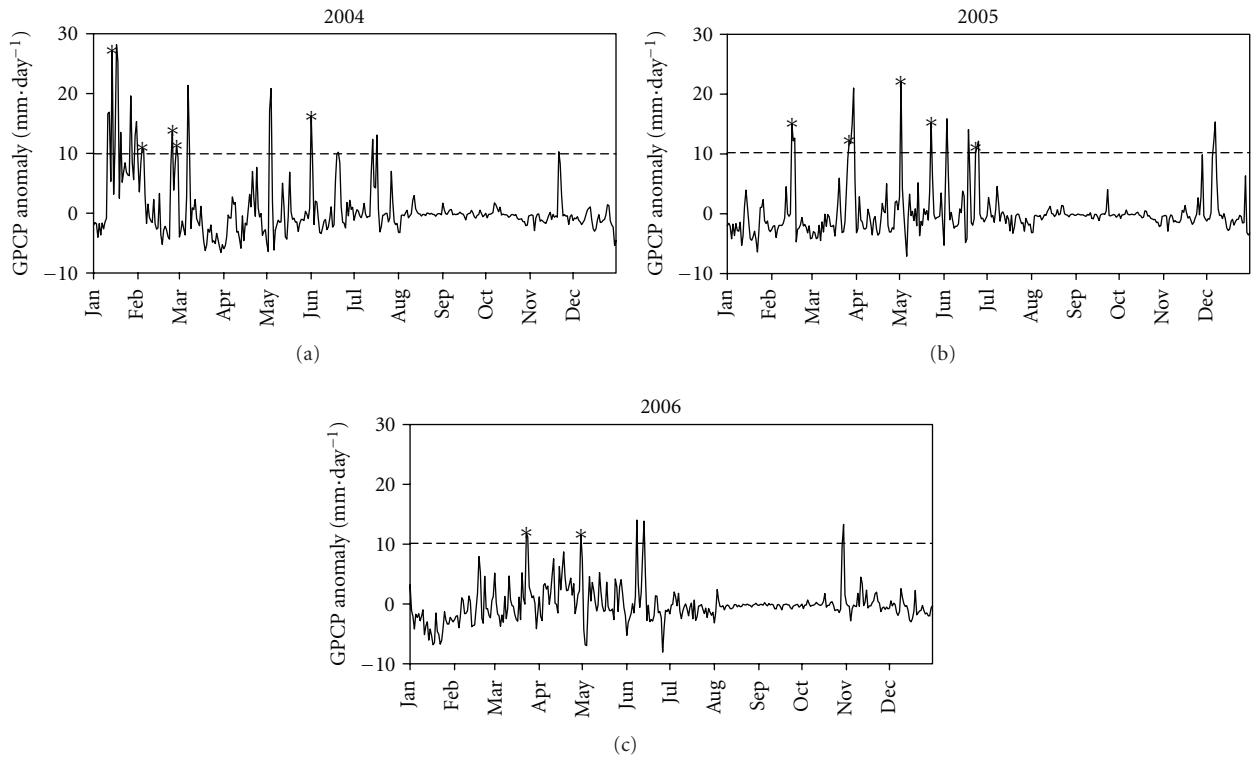 2004
GPCP anomaly (mm·day⁻¹)
30
20
10
0
−10
Jan
Feb
Mar
Apr
May
Jun
Jul
Aug
Sep
Oct
Nov
Dec
(a)
2005
GPCP anomaly (mm·day⁻¹)
30
20
10
0
−10
Jan
Feb
Mar
Apr
May
Jun
Jul
Aug
Sep
Oct
Nov
Dec
(b)
2006
GPCP anomaly (mm·day⁻¹)
30
20
10
0
−10
Jan
Feb
Mar
Apr
May
Jun
Jul
Aug
Sep
Oct
Nov
Dec
(c)